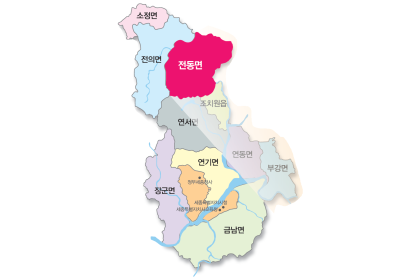 소정면
전의면
전동면
조치원읍
연서면
연동면
연기면
부강면
장군면
정부세종청사
세종특별자치시청
세종특별자치시교육청
금남면